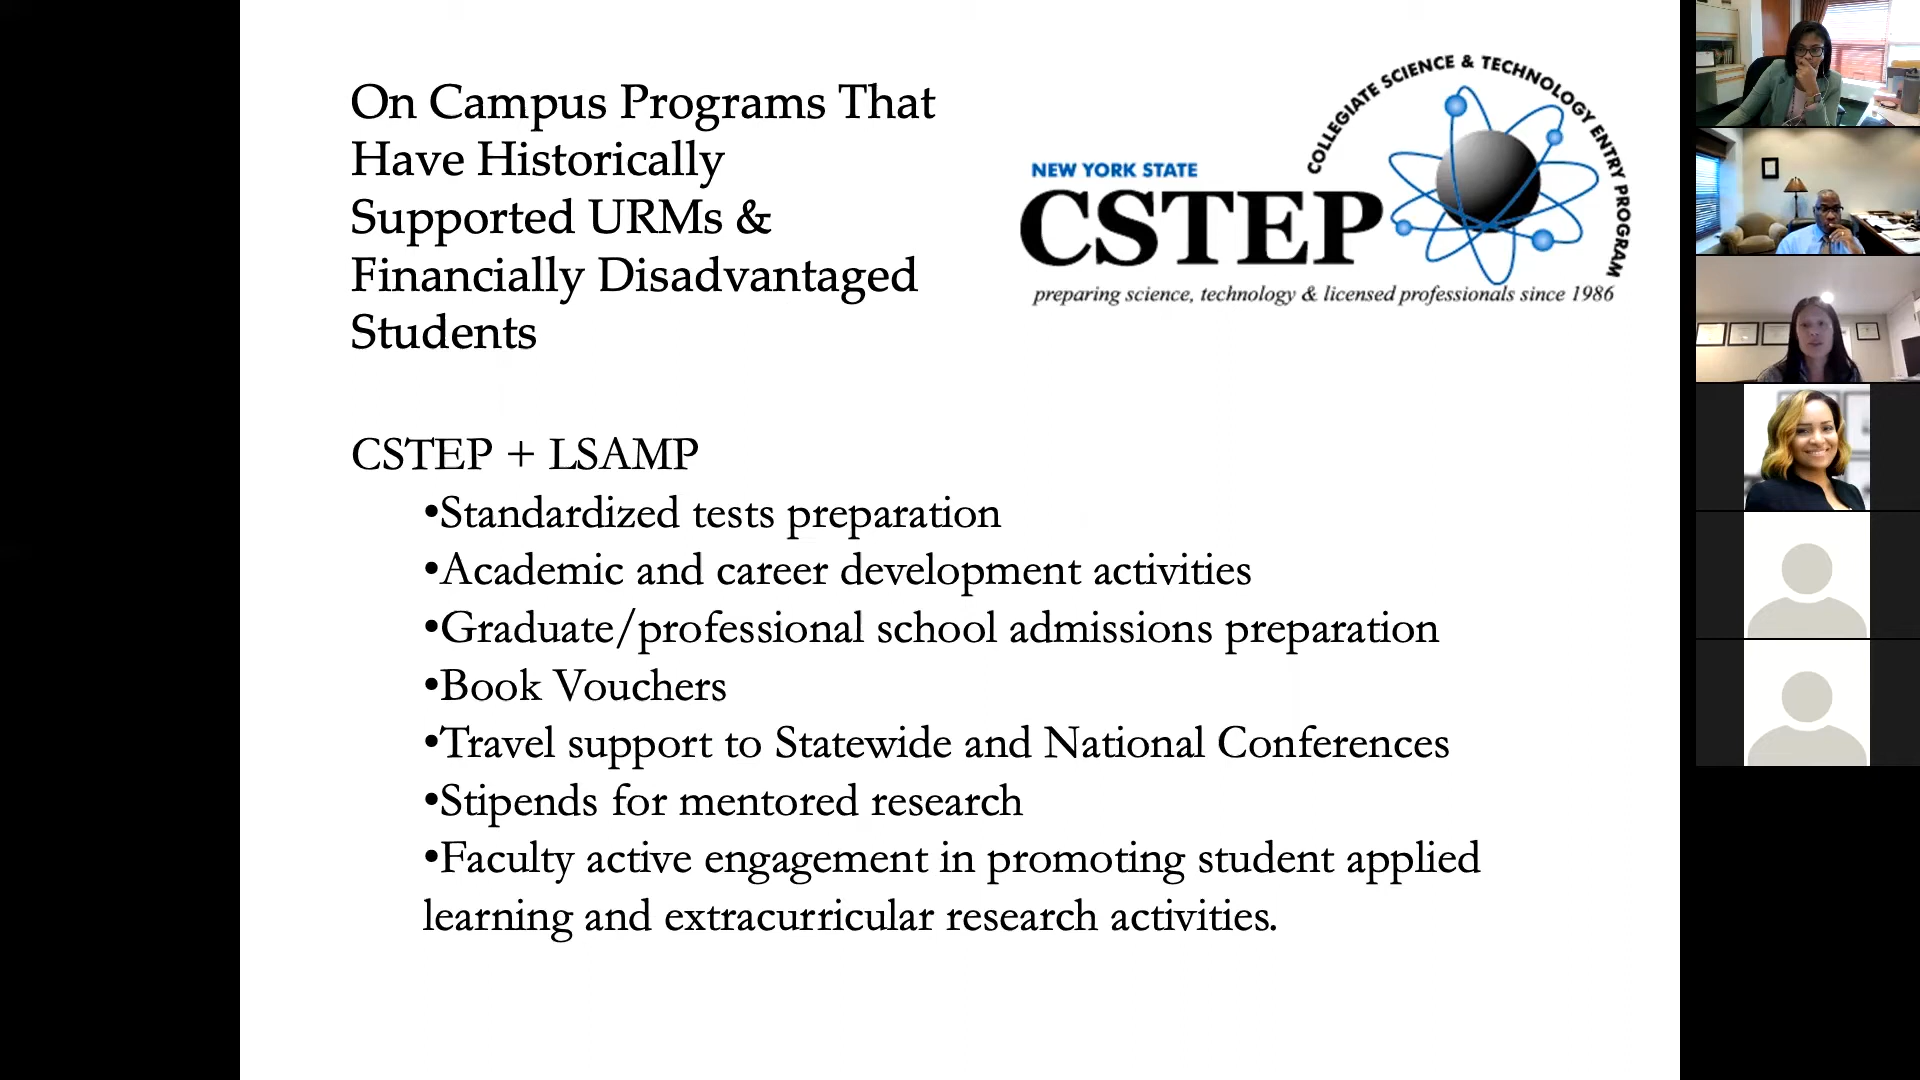 On Campus Programs That
Have Historically
Supported URMs &
Financially Disadvantaged
Students
COLLEGIATE SCIENCE & TECHNOLOGY ENTRY PROGRAM
NEW YORK STATE
CSTEP
preparing science, technology & licensed professionals since 1986
CSTEP + LSAMP
•Standardized tests preparation
•Academic and career development activities
•Graduate/professional school admissions preparation
•Book Vouchers
•Travel support to Statewide and National Conferences
•Stipends for mentored research
•Faculty active engagement in promoting student applied
learning and extracurricular research activities.